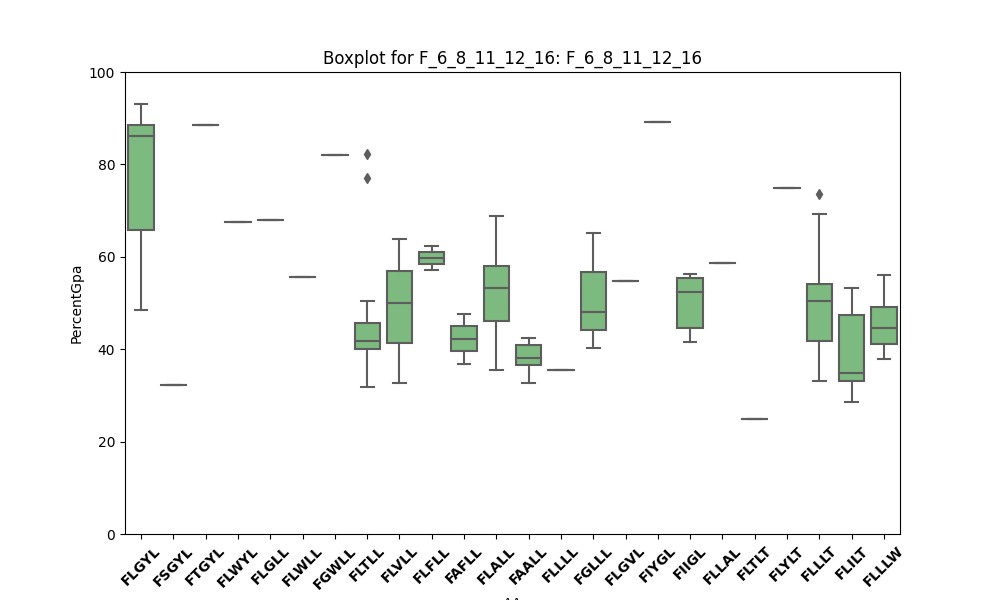 Boxplot for F_6_8_11_12_16: F_6_8_11_12_16
100
80
60
40
20
0
PercentGpa
FLGYL FSGYL FTGYL FLWYL FLGLL FLWLL FGWLL FLTLL FLVLL FLFLL FAFLL FLALL FAALL FLLLL FGLLL FLGVL FIYGL FIIGL FLLAL FLTLT FLYLT FLLLT FLILT FLLLW